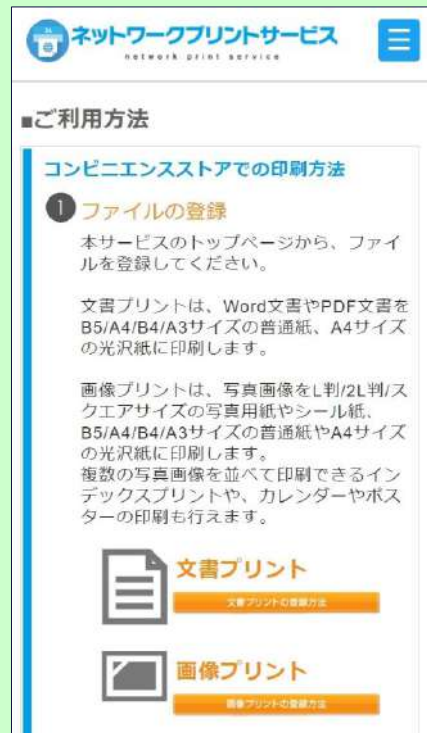 24
ネットワークプリントサービス
network print service
■ご利用方法
コンビニエンスストアでの印刷方法
1 ファイルの登録
本サービスのトップページから、ファイ
ルを登録してください。
文書プリントは、Word文書やPDF文書を
B5/A4/B4/A3サイズの普通紙、A4サイズ
の光沢紙に印刷します。
画像プリントは、写真画像をL判/2L判/ス
クエアサイズの写真用紙やシール紙、
B5/A4/B4/A3サイズの普通紙やA4サイズ
の光沢紙に印刷します。
複数の写真画像を並べて印刷できるイン
デックスプリントや、カレンダーやポス
ターの印刷も行えます。
文書プリント
文書プリントの登録方法
画像プリント
画像プリントの登録方法